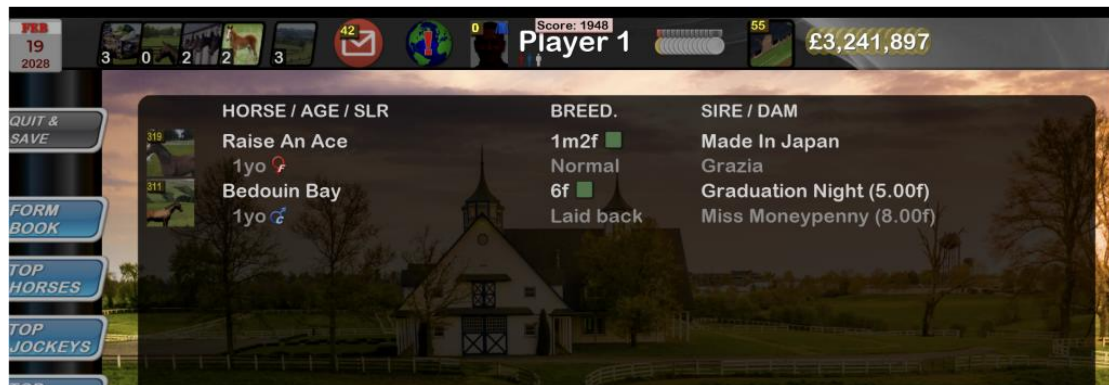 FEB
19
2028
3
0
2
2
3
42
0
Score: 1948
Player 1
55
£3,241,897
QUIT &
SAVE
FORM
BOOK
TOP
HORSES
TOP
JOCKEYS
HORSE / AGE / SLR BREED. SIRE / DAM
319 Raise An Ace 1m2f Made In Japan
1yo F Normal Grazia
311 Bedouin Bay 6f Graduation Night (5.00f)
1yo C Laid back Miss Moneypenny (8.00f)